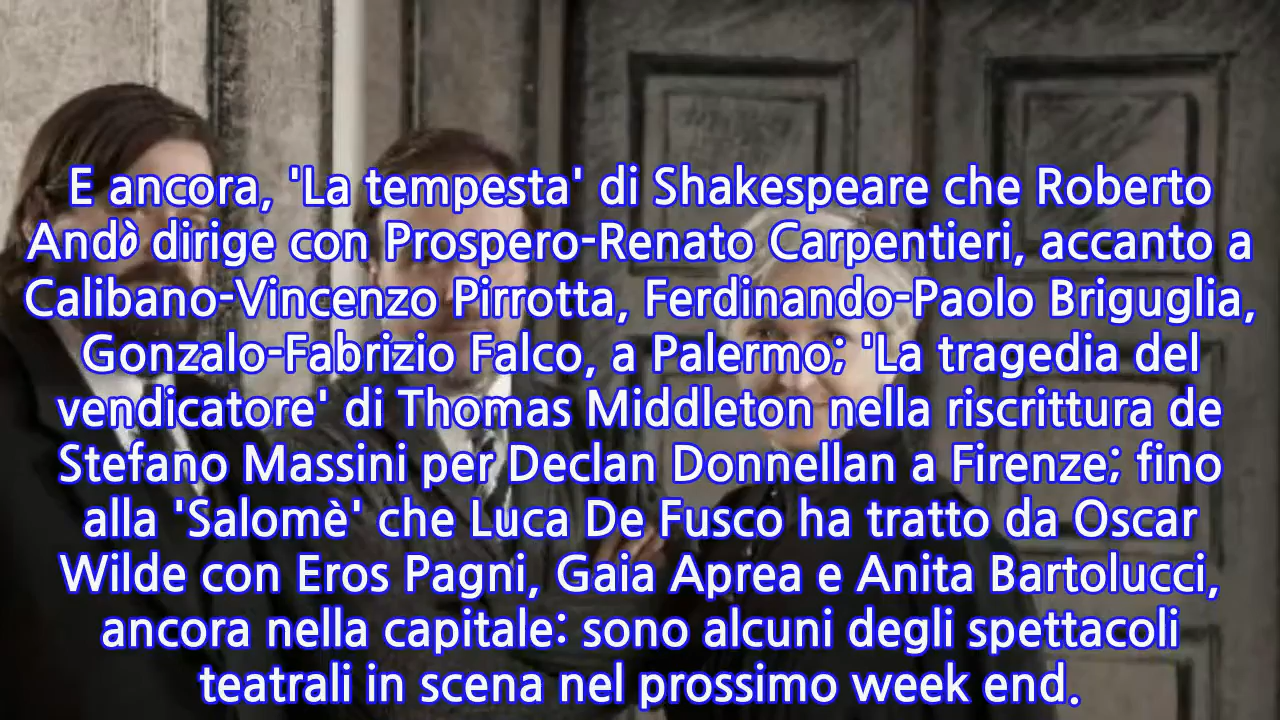 E ancora, 'La tempesta' di Shakespeare che Roberto
Andò dirige con Prospero-Renato Carpentieri, accanto a
Calibano-Vincenzo Pirrotta, Ferdinando-Paolo Briguglia,
Gonzalo-Fabrizio Falco, a Palermo; 'La tragedia del
vendicatore' di Thomas Middleton nella riscrittura de
Stefano Massini per Declan Donnellan a Firenze; fino
alla 'Salomè' che Luca De Fusco ha tratto da Oscar
Wilde con Eros Pagni, Gaia Aprea e Anita Bartolucci,
ancora nella capitale: sono alcuni degli spettacoli
teatrali in scena nel prossimo week end.